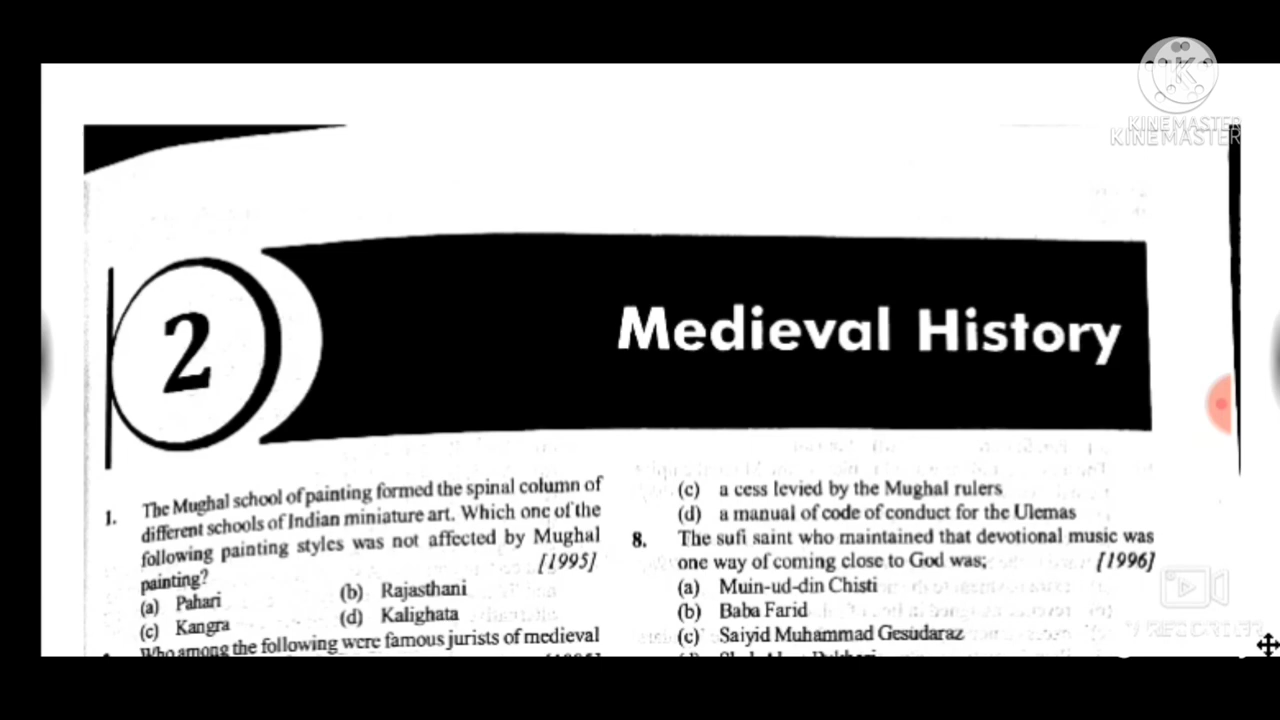 KINEMASTER
KINEMASTER
2
Medieval History
1. The Mughal school of painting formed the spinal column of
different schools of Indian miniature art. Which one of the
following painting styles was not affected by Mughal
painting? [1995]
(a) Pahari (b) Rajasthani
(c) Kangra (d) Kalighata
Who among the following were famous jurists of medieval
(c) a cess levied by the Mughal rulers
(d) a manual of code of conduct for the Ulemas
8. The sufi saint who maintained that devotional music was
one way of coming close to God was; [1996]
(a) Muin-ud-din Chisti
(b) Baba Farid
(c) Saiyid Muhammad Gesudaraz
RECORDER